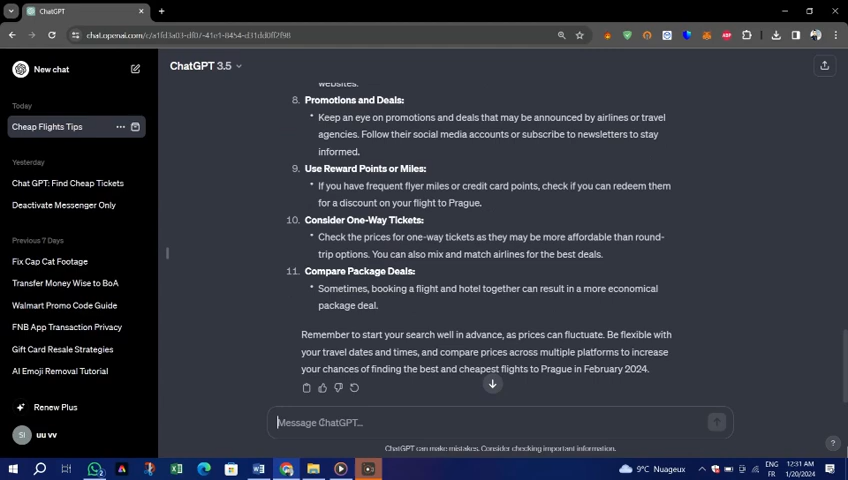 ChatGPT
chat.openai.com/c/a1fd3a03-df07-41e1-8454-d31dd0ff2f98
New chat
ChatGPT 3.5
Today
Cheap Flights Tips
Yesterday
Chat GPT: Find Cheap Tickets
Deactivate Messenger Only
Previous 7 Days
Fix Cap Cat Footage
Transfer Money Wise to BoA
Walmart Promo Code Guide
FNB App Transaction Privacy
Gift Card Resale Strategies
AI Emoji Removal Tutorial
Renew Plus
UU
uu vv
websites.
8. Promotions and Deals:
• Keep an eye on promotions and deals that may be announced by airlines or travel
agencies. Follow their social media accounts or subscribe to newsletters to stay
informed.
9. Use Reward Points or Miles:
• If you have frequent flyer miles or credit card points, check if you can redeem them
for a discount on your flight to Prague.
10. Consider One-Way Tickets:
• Check the prices for one-way tickets as they may be more affordable than round-
trip options. You can also mix and match airlines for the best deals.
11. Compare Package Deals:
• Sometimes, booking a flight and hotel together can result in a more economical
package deal.
Remember to start your search well in advance, as prices can fluctuate. Be flexible with
your travel dates and times, and compare prices across multiple platforms to increase
your chances of finding the best and cheapest flights to Prague in February 2024.
Message ChatGPT...
ChatGPT can make mistakes. Consider checking important information.
?
9°C Nuageux
ENG
FR
12:31 AM
1/20/2024